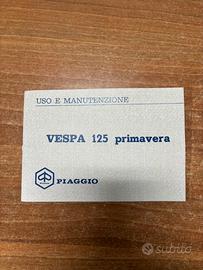 USO E MANUTENZIONE
VESPA 125 primavera
PIAGGIO
subito